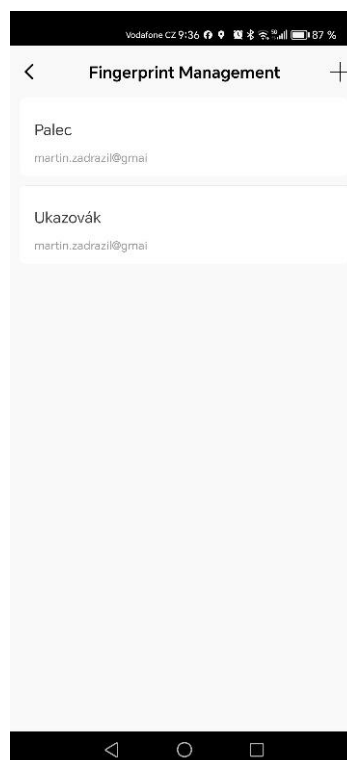 Vodafone CZ 9:36 87 %
Fingerprint Management
Palec
martin.zadrazil@gmai
Ukazovák
martin.zadrazil@gmai